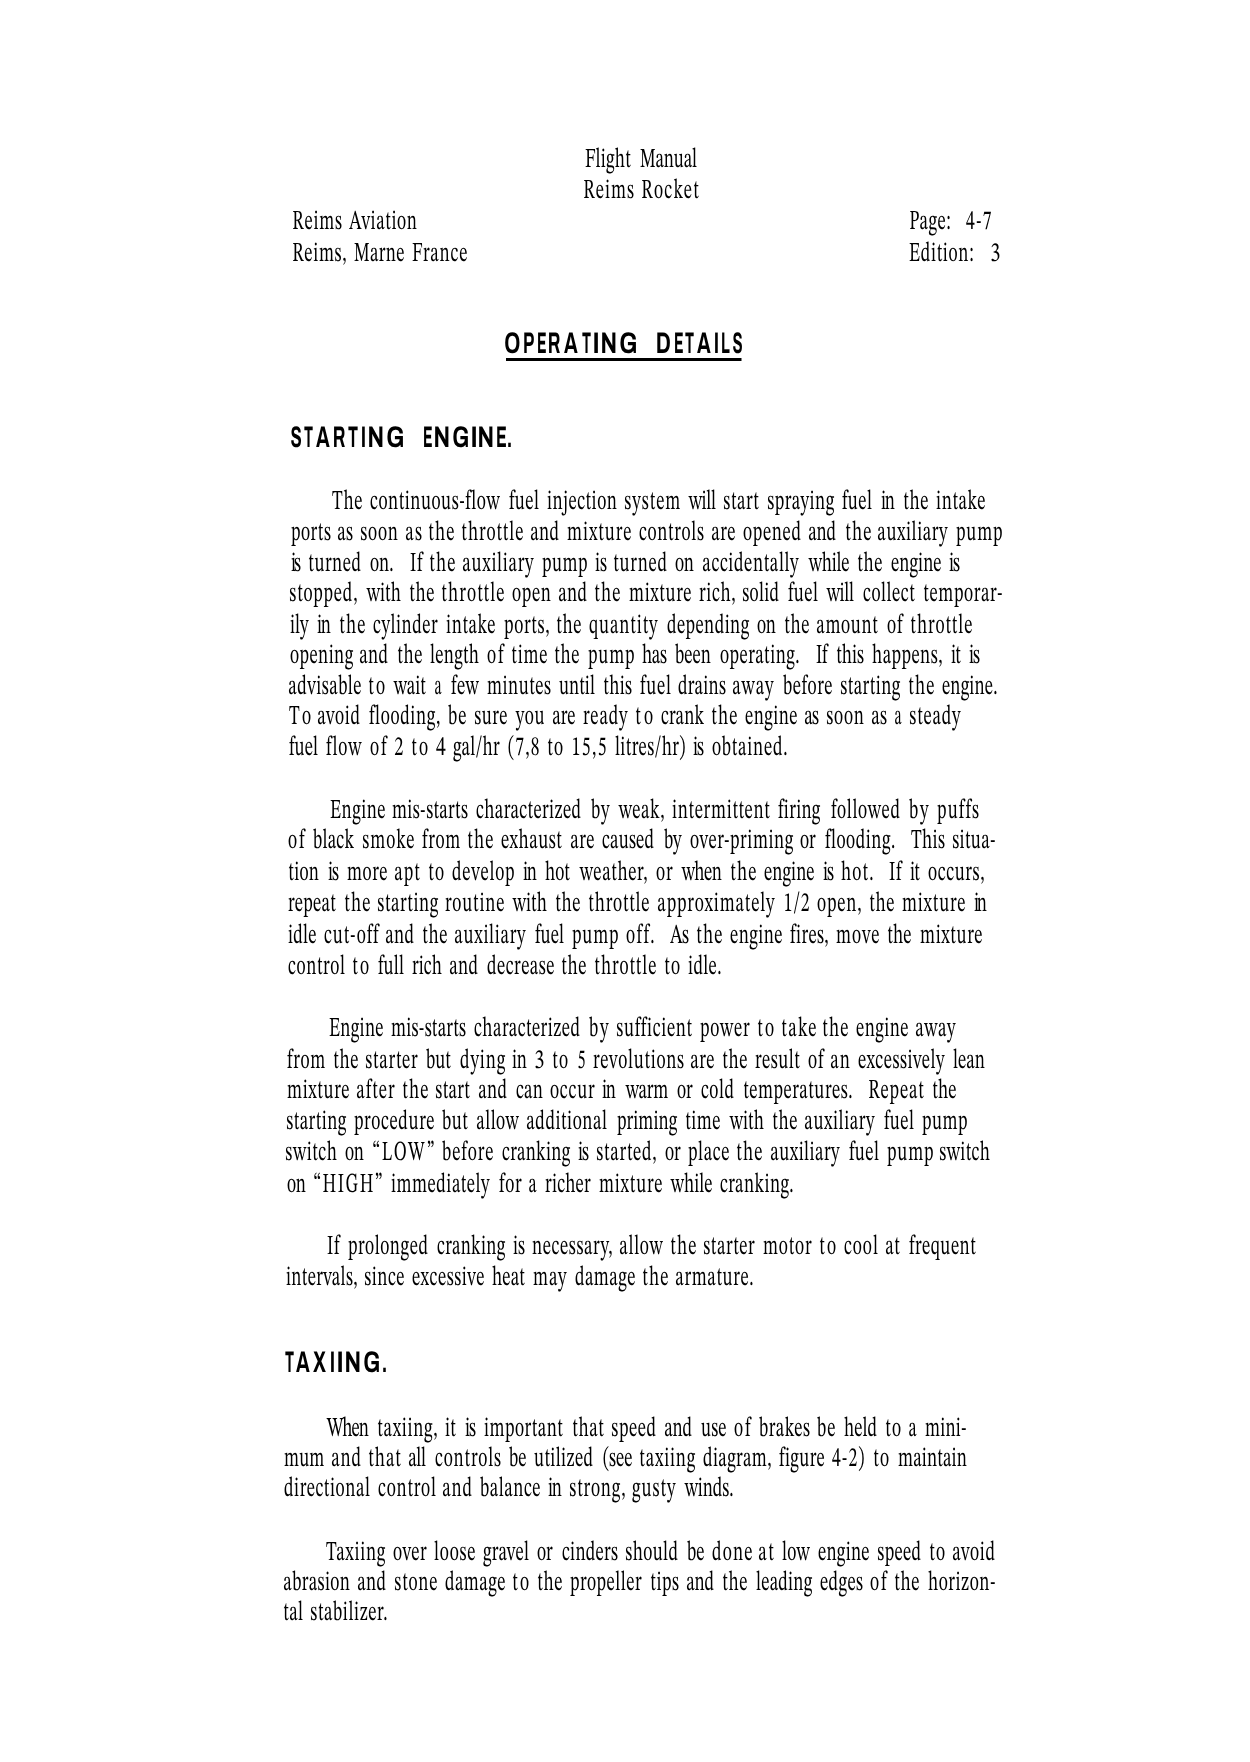 Flight Manual
Reims Rocket
Reims Aviation Page: 4-7
Reims, Marne France Edition: 3
OPERATING DETAILS
STARTING ENGINE.
The continuous-flow fuel injection system will start spraying fuel in the intake
ports as soon as the throttle and mixture controls are opened and the auxiliary pump
is turned on. If the auxiliary pump is turned on accidentally while the engine is
stopped, with the throttle open and the mixture rich, solid fuel will collect temporar-
ily in the cylinder intake ports, the quantity depending on the amount of throttle
opening and the length of time the pump has been operating. If this happens, it is
advisable to wait a few minutes until this fuel drains away before starting the engine.
To avoid flooding, be sure you are ready to crank the engine as soon as a steady
fuel flow of 2 to 4 gal/hr (7,8 to 15,5 litres/hr) is obtained.
Engine mis-starts characterized by weak, intermittent firing followed by puffs
of black smoke from the exhaust are caused by over-priming or flooding. This situa-
tion is more apt to develop in hot weather, or when the engine is hot. If it occurs,
repeat the starting routine with the throttle approximately 1/2 open, the mixture in
idle cut-off and the auxiliary fuel pump off. As the engine fires, move the mixture
control to full rich and decrease the throttle to idle.
Engine mis-starts characterized by sufficient power to take the engine away
from the starter but dying in 3 to 5 revolutions are the result of an excessively lean
mixture after the start and can occur in warm or cold temperatures. Repeat the
starting procedure but allow additional priming time with the auxiliary fuel pump
switch on “LOW” before cranking is started, or place the auxiliary fuel pump switch
on “HIGH” immediately for a richer mixture while cranking.
If prolonged cranking is necessary, allow the starter motor to cool at frequent
intervals, since excessive heat may damage the armature.
TAXIING.
When taxiing, it is important that speed and use of brakes be held to a mini-
mum and that all controls be utilized (see taxiing diagram, figure 4-2) to maintain
directional control and balance in strong, gusty winds.
Taxiing over loose gravel or cinders should be done at low engine speed to avoid
abrasion and stone damage to the propeller tips and the leading edges of the horizon-
tal stabilizer.